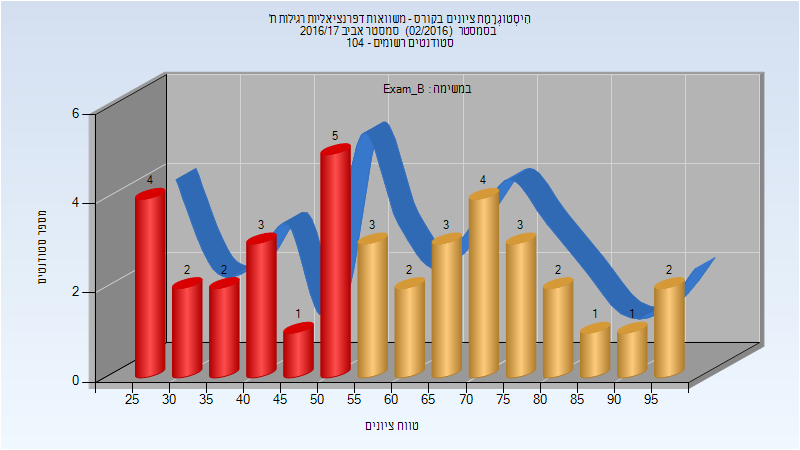 היסטוגְרַמַת ציונים בקורס - משוואות דפרנציאליות רגילות ת'
בסמסטר (02/2016) סמסטר אביב 2016/17
סטודנטים רשומים - 104
במשימה : Exam_B
מספר סטודנטים
6
4
2
0
4 2 2 3 1 5 3 2 3 4 3 2 1 1 2
25 30 35 40 45 50 55 60 65 70 75 80 85 90 95
טווח ציונים